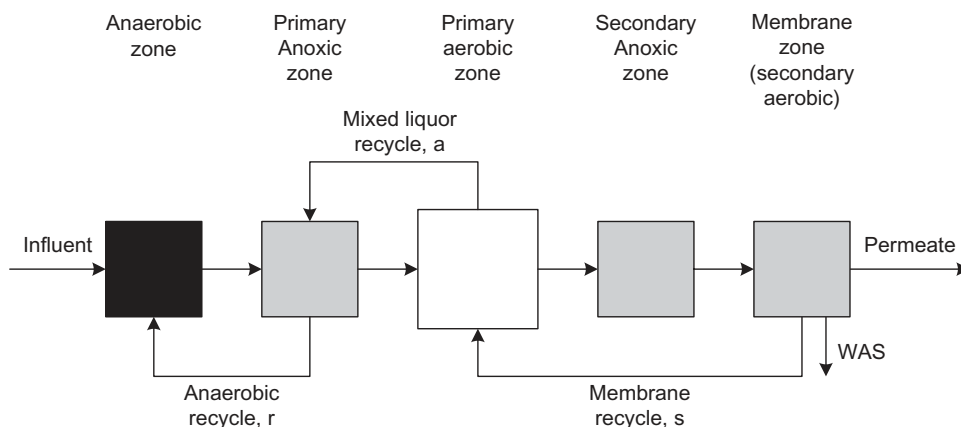 Anaerobic
zone
Primary
Anoxic
zone
Primary
aerobic
zone
Secondary
Anoxic
zone
Membrane
zone
(secondary
aerobic)
Mixed liquor
recycle, a
Influent
Permeate
WAS
Anaerobic
recycle, r
Membrane
recycle, s